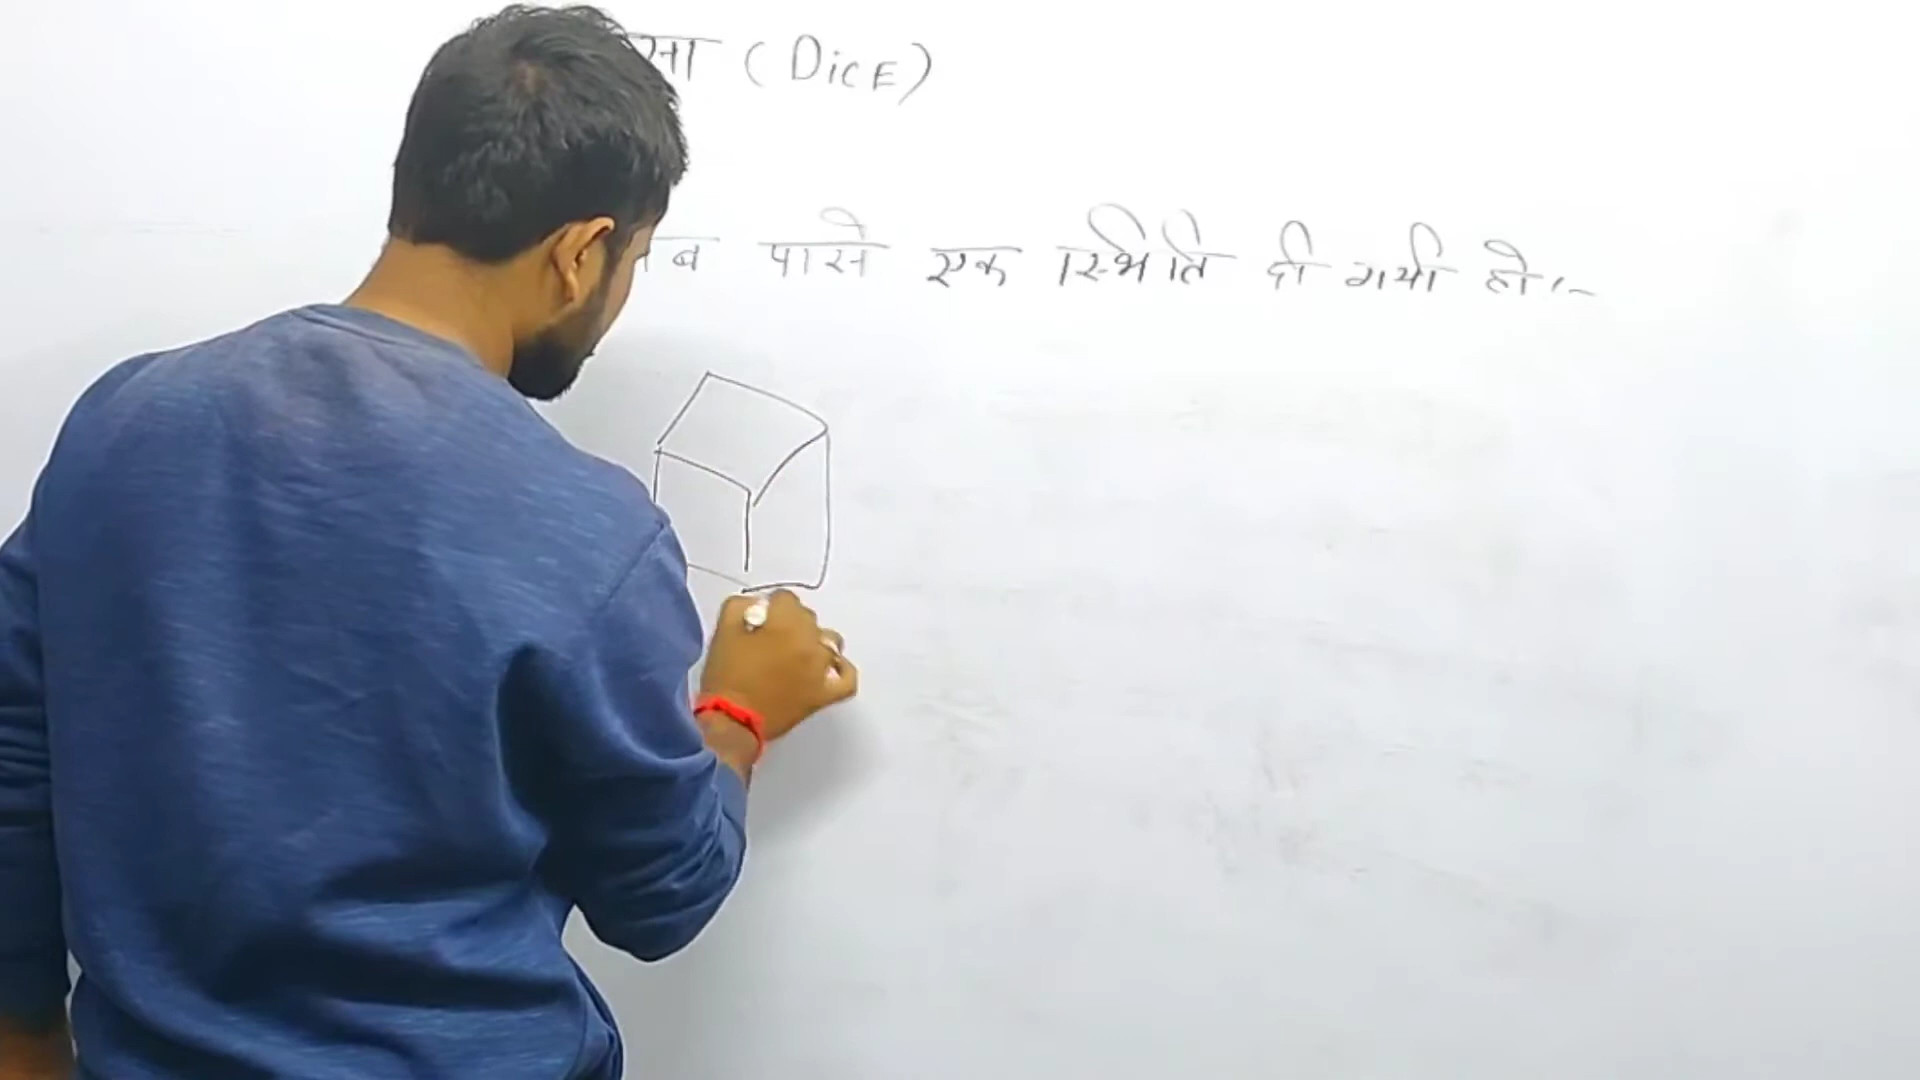 (DicE)
पासे एक स्थिति दी गयी हो :-